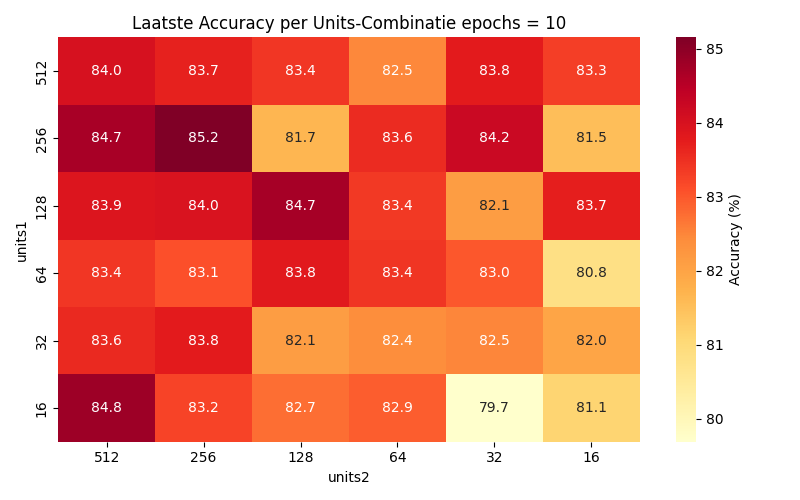 Laatste Accuracy per Units-Combinatie epochs = 10
units1
512 84.0 83.7 83.4 82.5 83.8 83.3
256 84.7 85.2 81.7 83.6 84.2 81.5
128 83.9 84.0 84.7 83.4 82.1 83.7
64 83.4 83.1 83.8 83.4 83.0 80.8
32 83.6 83.8 82.1 82.4 82.5 82.0
16 84.8 83.2 82.7 82.9 79.7 81.1
512 256 128 64 32 16
units2
85
84
83
82
81
80
Accuracy (%)